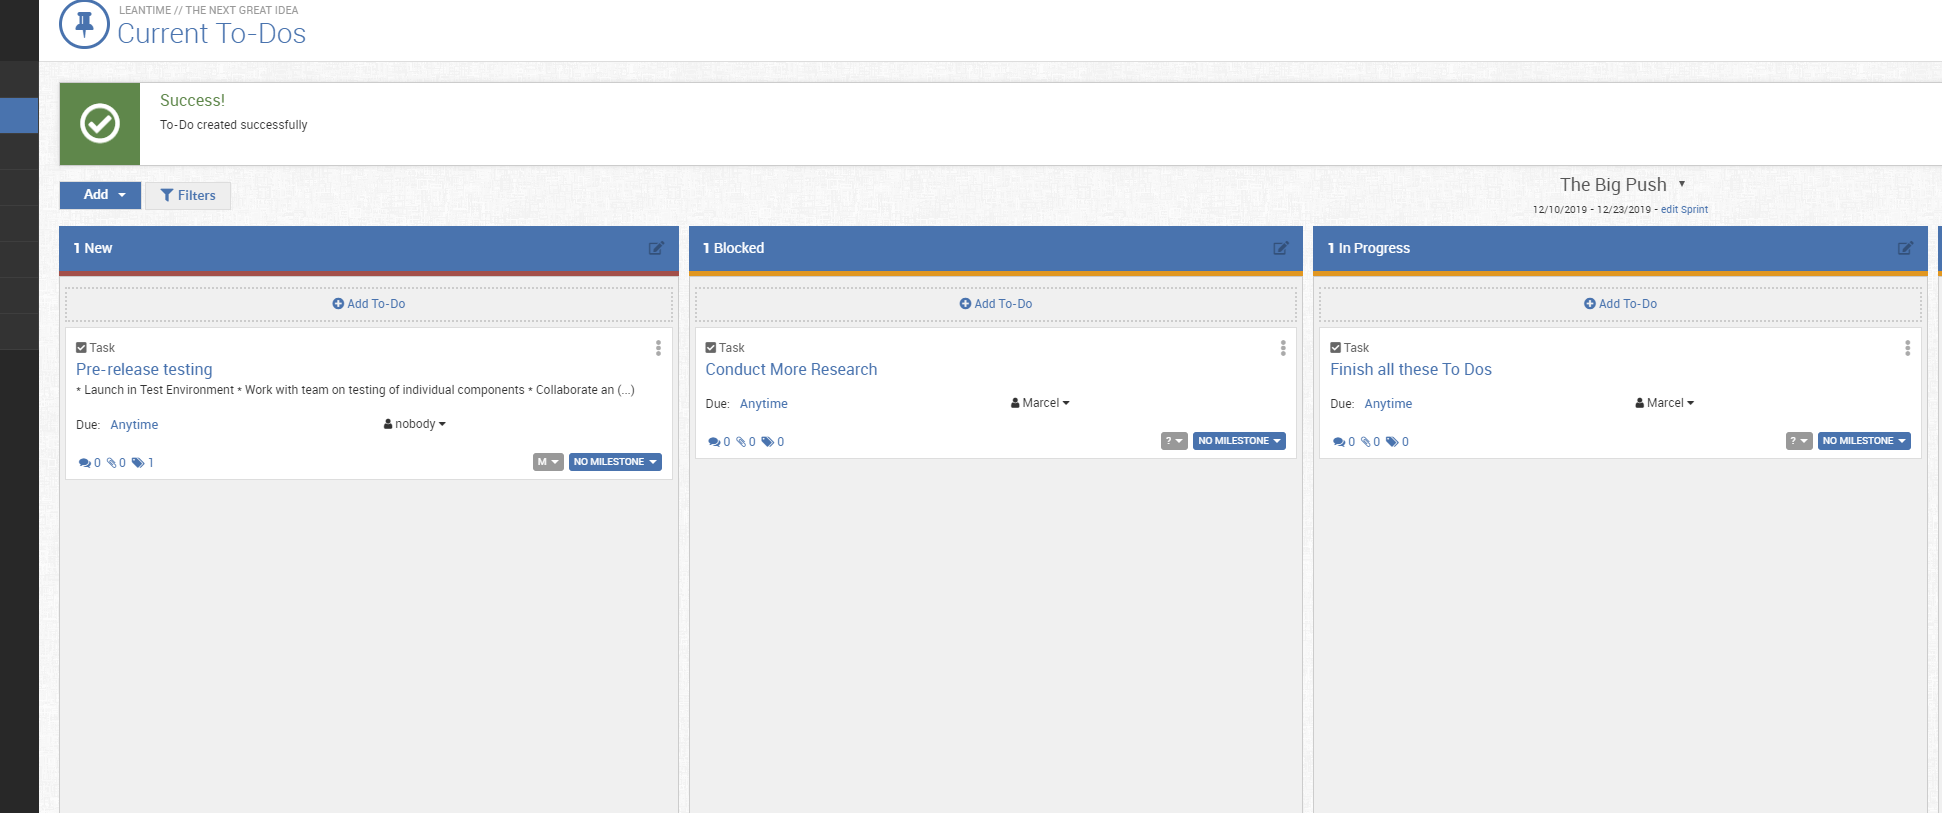 LEANTIME // THE NEXT GREAT IDEA
Current To-Dos
Success!
To-Do created successfully
Add
Filters
The Big Push
12/10/2019 - 12/23/2019 - edit Sprint
1 New
1 Blocked
1 In Progress
Add To-Do
Add To-Do
Add To-Do
Task
Pre-release testing
* Launch in Test Environment * Work with team on testing of individual components * Collaborate an (...)
Due: Anytime
nobody
0 0 1
M
NO MILESTONE
Task
Conduct More Research
Due: Anytime
Marcel
0 0 0
?
NO MILESTONE
Task
Finish all these To Dos
Due: Anytime
Marcel
0 0 0
?
NO MILESTONE